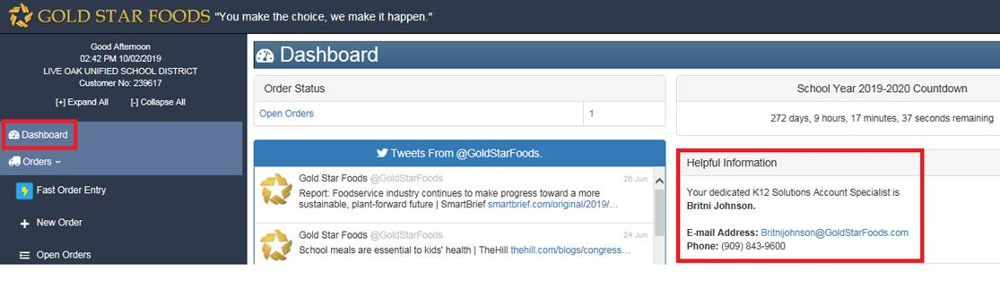 GOLD STAR FOODS "You make the choice, we make it happen."
Good Afternoon
02:42 PM 10/02/2019
LIVE OAK UNIFIED SCHOOL DISTRICT
Customer No: 239617
[+] Expand All [-] Collapse All
Dashboard
Orders
Fast Order Entry
New Order
Open Orders
Dashboard
Order Status
Open Orders 1
Tweets From @GoldStarFoods.
Gold Star Foods @GoldStarFoods 26 Jun
Report: Foodservice industry continues to make progress toward a more
sustainable, plant-forward future | SmartBrief smartbrief.com/original/2019/...
Gold Star Foods @GoldStarFoods 24 Jun
School meals are essential to kids' health | TheHill thehill.com/blogs/congress...
School Year 2019-2020 Countdown
272 days, 9 hours, 17 minutes, 37 seconds remaining
Helpful Information
Your dedicated K12 Solutions Account Specialist is
Britni Johnson.
E-mail Address: Britnijohnson@GoldStarFoods.com
Phone: (909) 843-9600